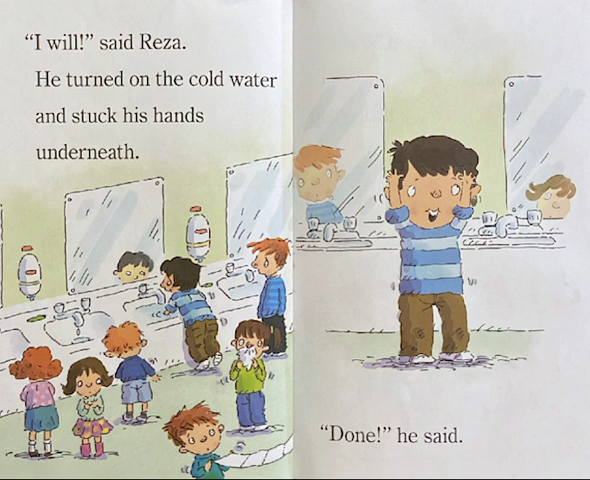 “I will!” said Reza.
He turned on the cold water
and stuck his hands
underneath.
“Done!” he said.